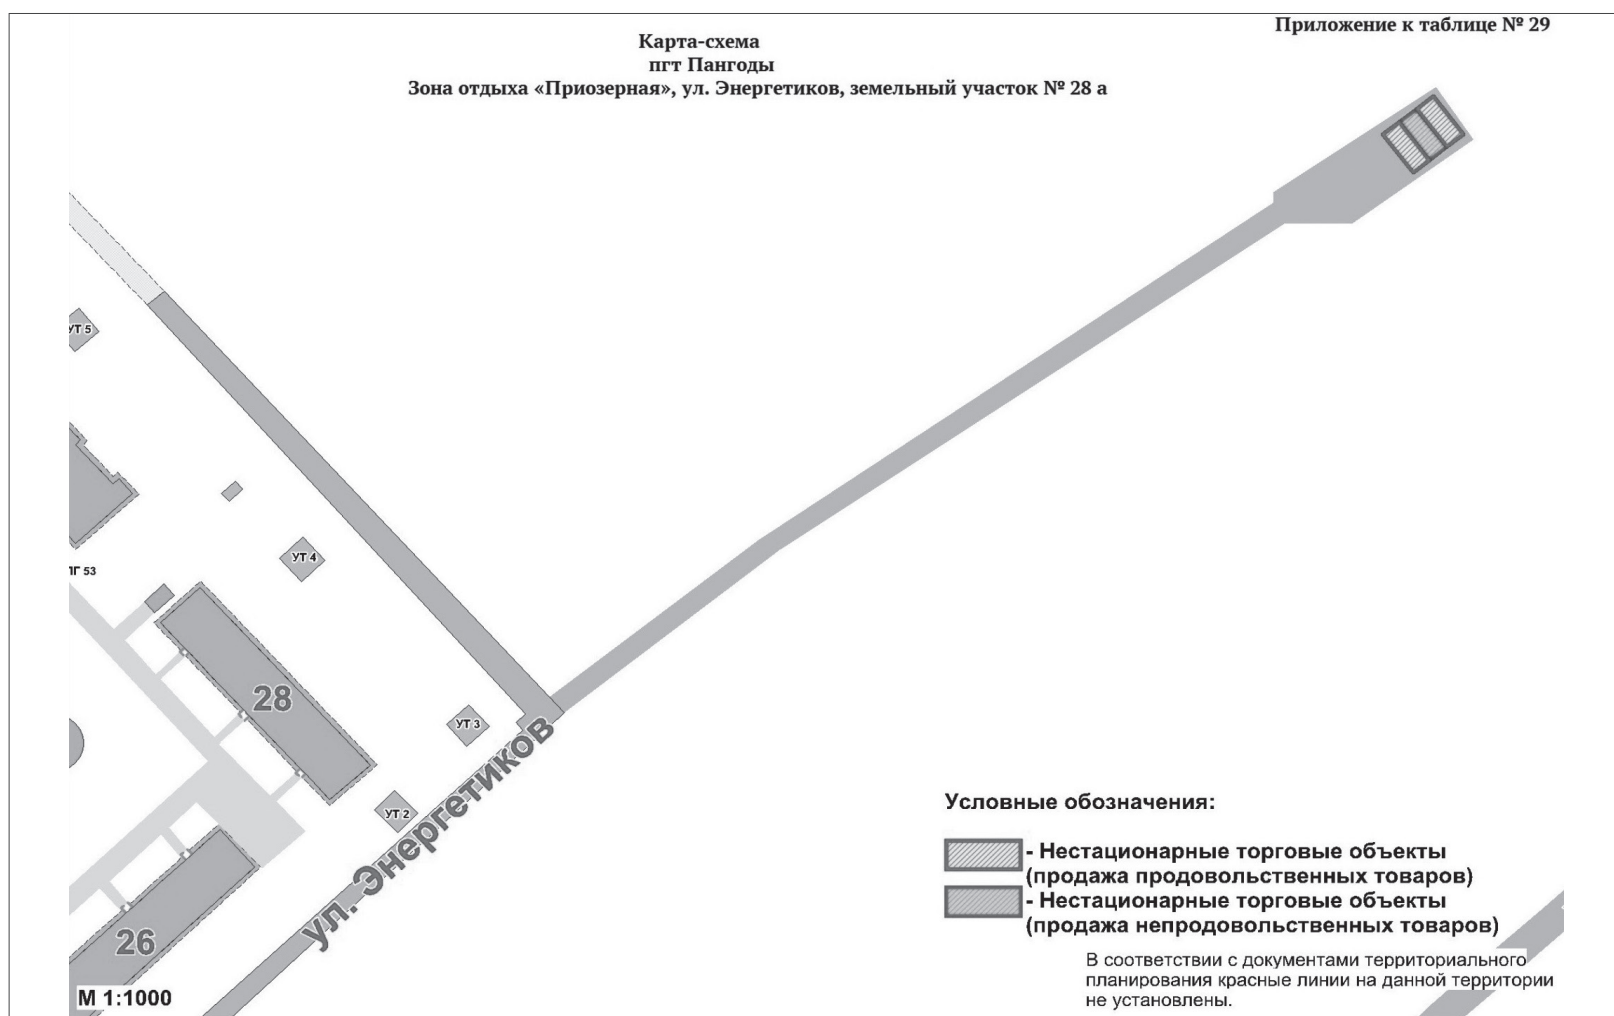 Приложение к таблице № 29
Карта-схема
пгт Пангоды
Зона отдыха «Приозерная», ул. Энергетиков, земельный участок № 28 а
УТ 5
УТ 4
ПГ 53
28
УТ 3
УТ 2
ул. Энергетиков
26
М 1:1000
Условные обозначения:
- Нестационарные торговые объекты
(продажа продовольственных товаров)
- Нестационарные торговые объекты
(продажа непродовольственных товаров)
В соответствии с документами территориального
планирования красные линии на данной территории
не установлены.